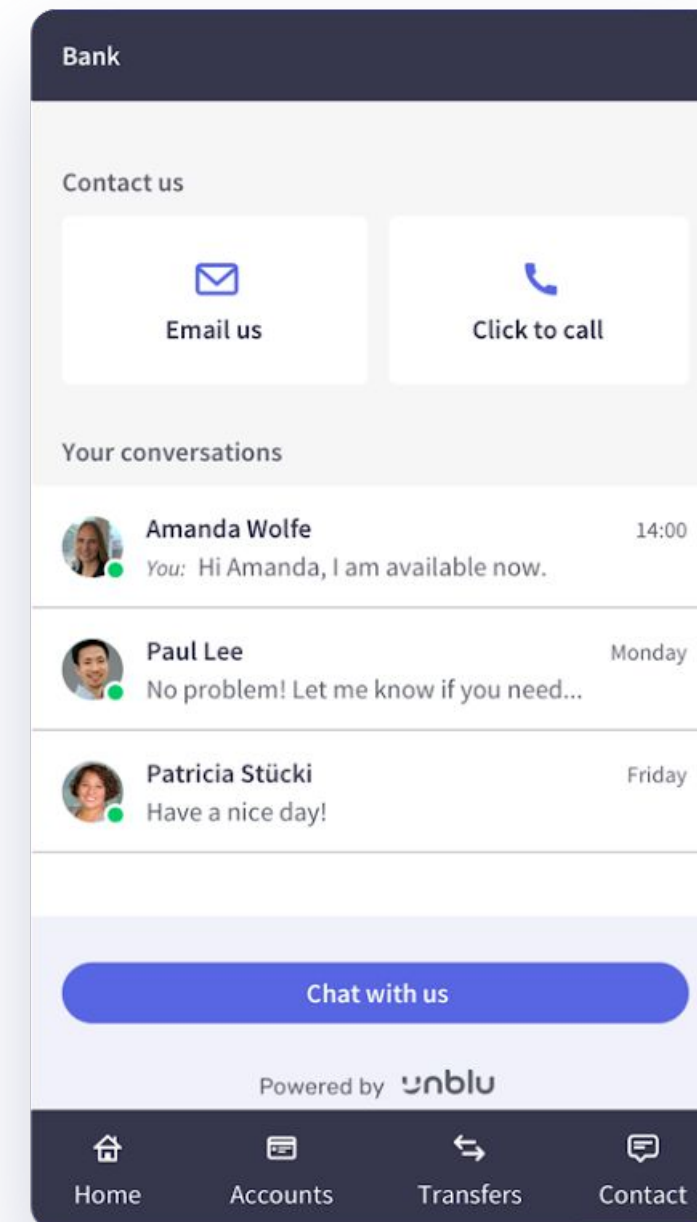 Bank
Contact us
Email us
Click to call
Your conversations
Amanda Wolfe 14:00
You: Hi Amanda, I am available now.
Paul Lee Monday
No problem! Let me know if you need...
Patricia Stücki Friday
Have a nice day!
Chat with us
Powered by unblu
Home Accounts Transfers Contact